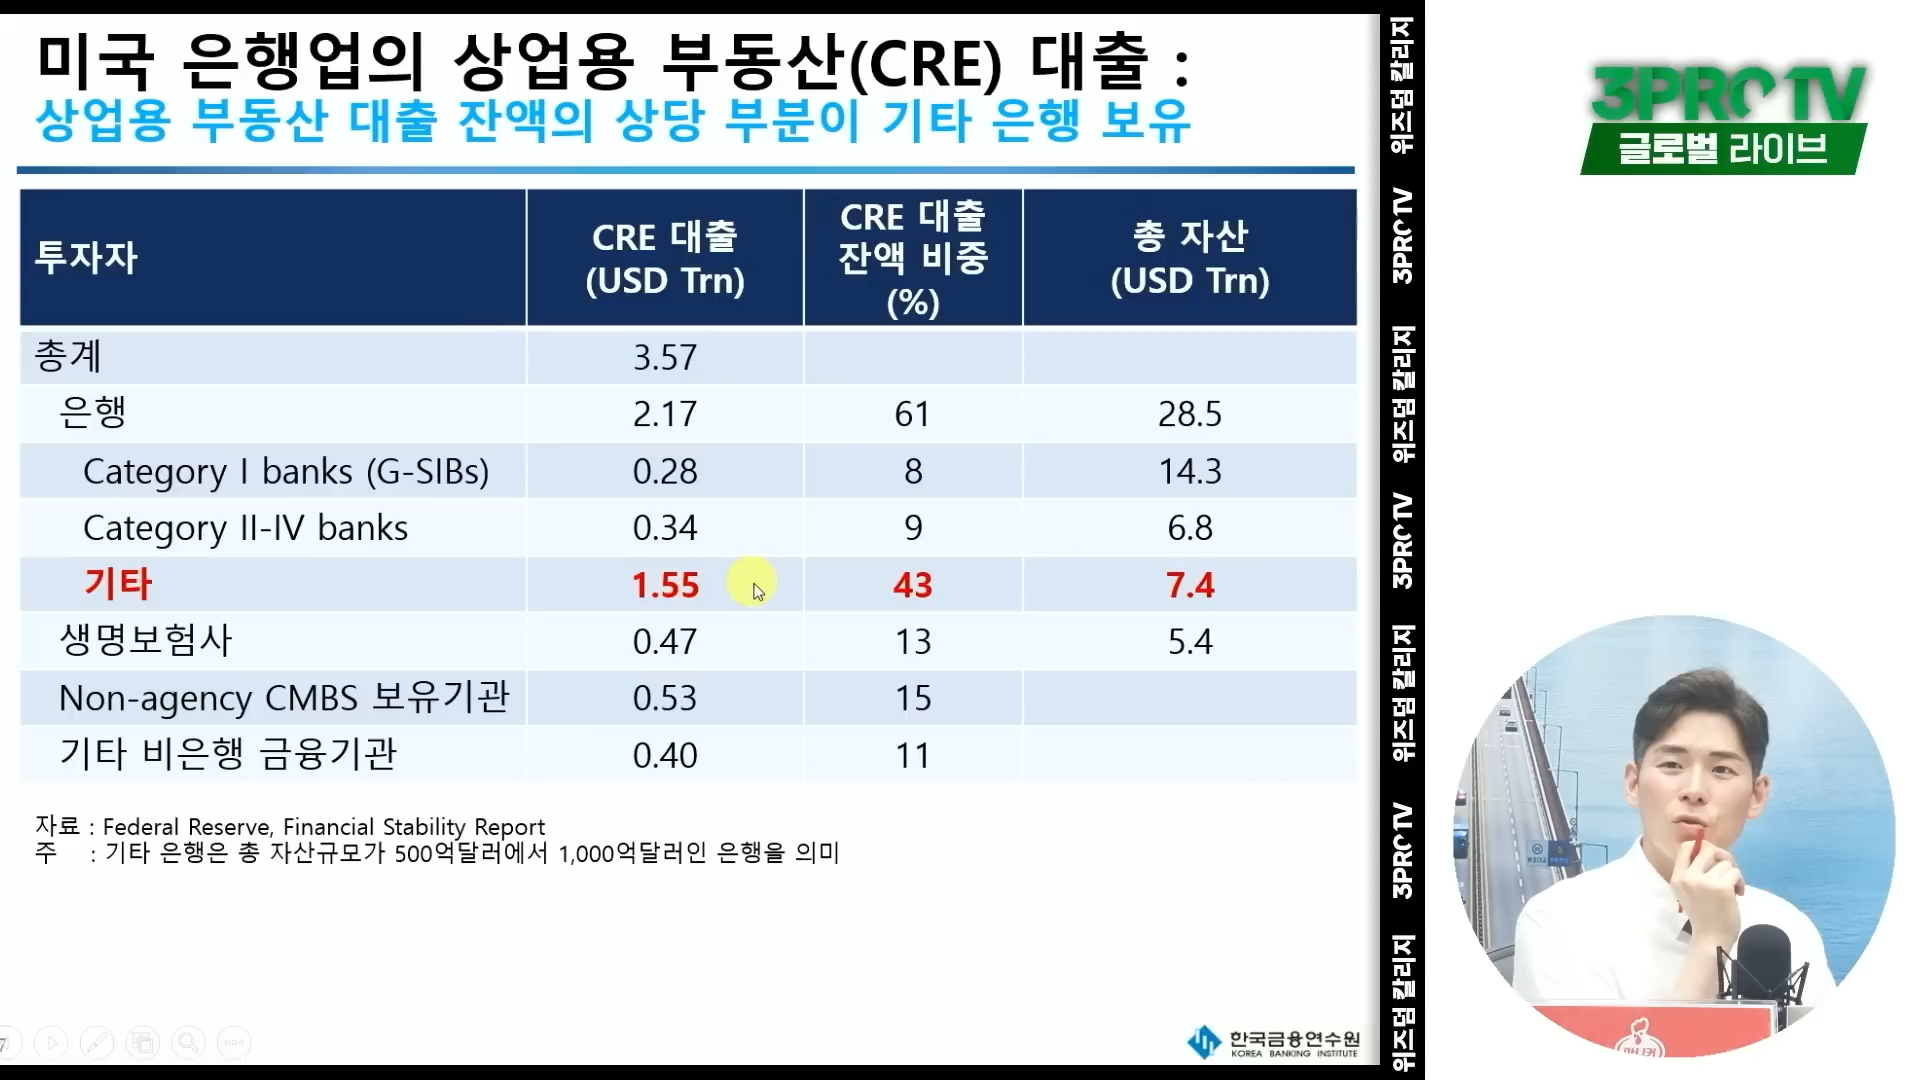 미국 은행업의 상업용 부동산(CRE) 대출 :
상업용 부동산 대출 잔액의 상당 부분이 기타 은행 보유
투자자
CRE 대출
(USD Trn)
CRE 대출
잔액 비중
(%)
총 자산
(USD Trn)
총계 3.57
은행 2.17 61 28.5
Category I banks (G-SIBs) 0.28 8 14.3
Category II-IV banks 0.34 9 6.8
기타 1.55 43 7.4
생명보험사 0.47 13 5.4
Non-agency CMBS 보유기관 0.53 15
기타 비은행 금융기관 0.40 11
자료 : Federal Reserve, Financial Stability Report
주 : 기타 은행은 총 자산규모가 500억달러에서 1,000억달러인 은행을 의미
7
한국금융연수원
KOREA BANKING INSTITUTE
위즈덤 칼리지
3PRO TV
위즈덤 칼리지
3PRO TV
위즈덤 칼리지
3PRO TV
위즈덤 칼리지
3PRO TV
글로벌 라이브